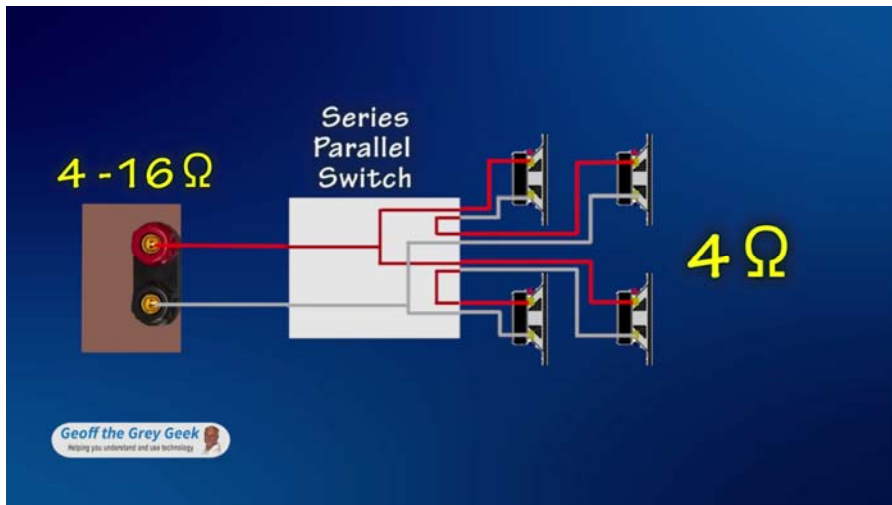 Series
Parallel
Switch
4-16Ω
4Ω
Geoff the Grey Geek
Helping you understand and use technology